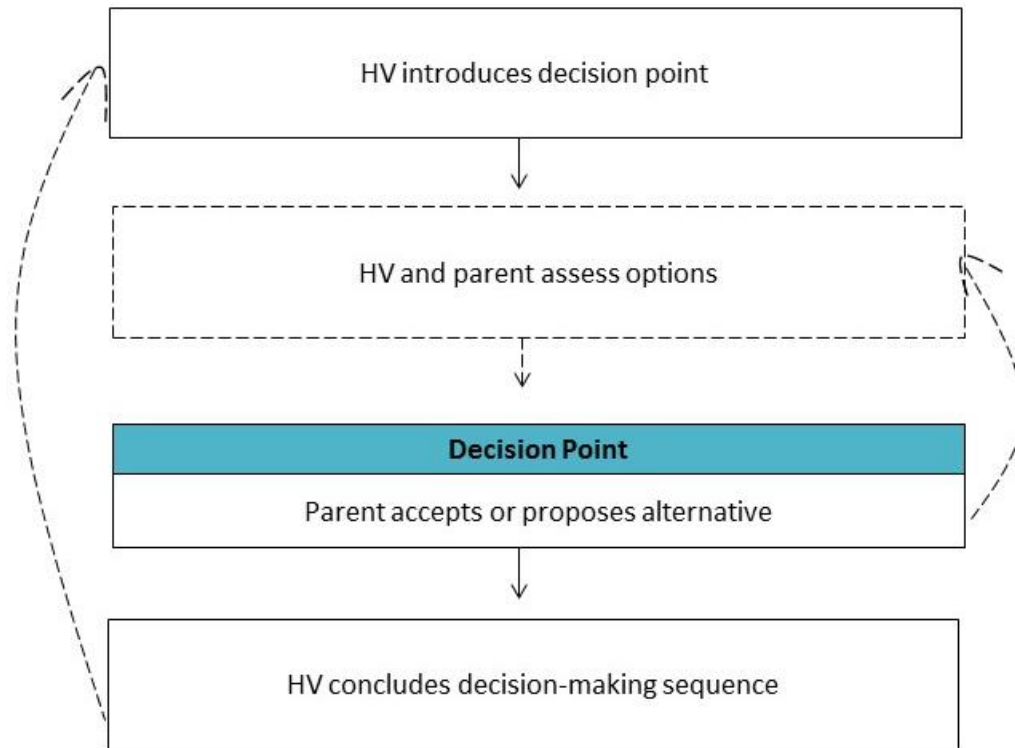 HV introduces decision point
HV and parent assess options
Decision Point
Parent accepts or proposes alternative
HV concludes decision-making sequence